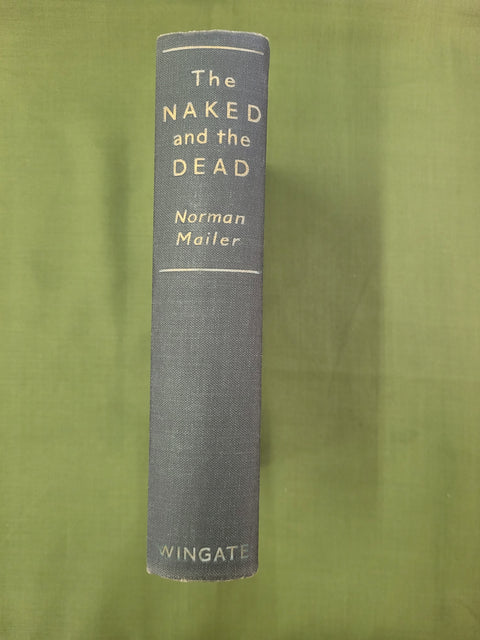 The
NAKED
and the
DEAD
Norman
Mailer
WINGATE